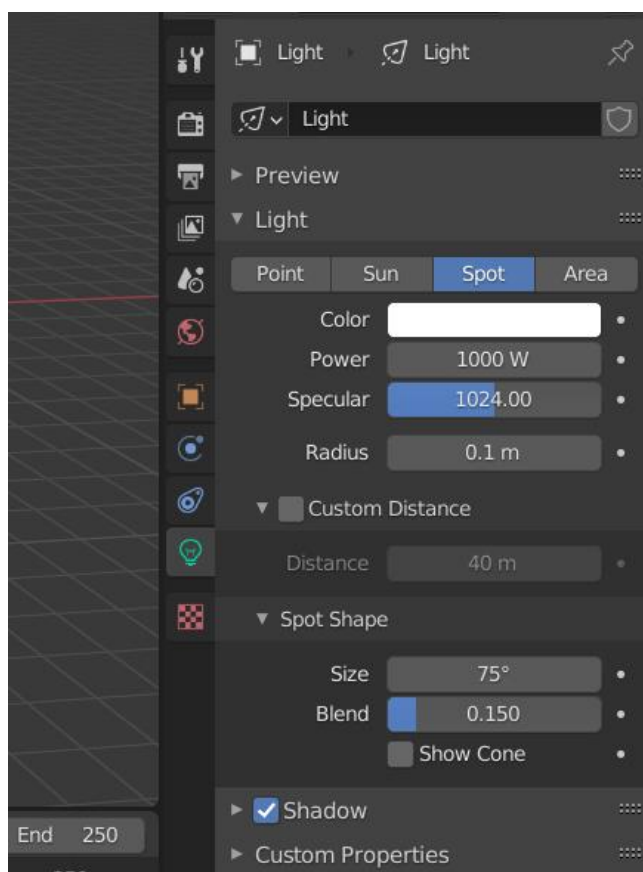 Light Light
Light
Preview
Light
Point Sun Spot Area
Color
Power 1000 W
Specular 1024.00
Radius 0.1 m
Custom Distance
Distance 40 m
Spot Shape
Size 75°
Blend 0.150
Show Cone
Shadow
End 250
Custom Properties